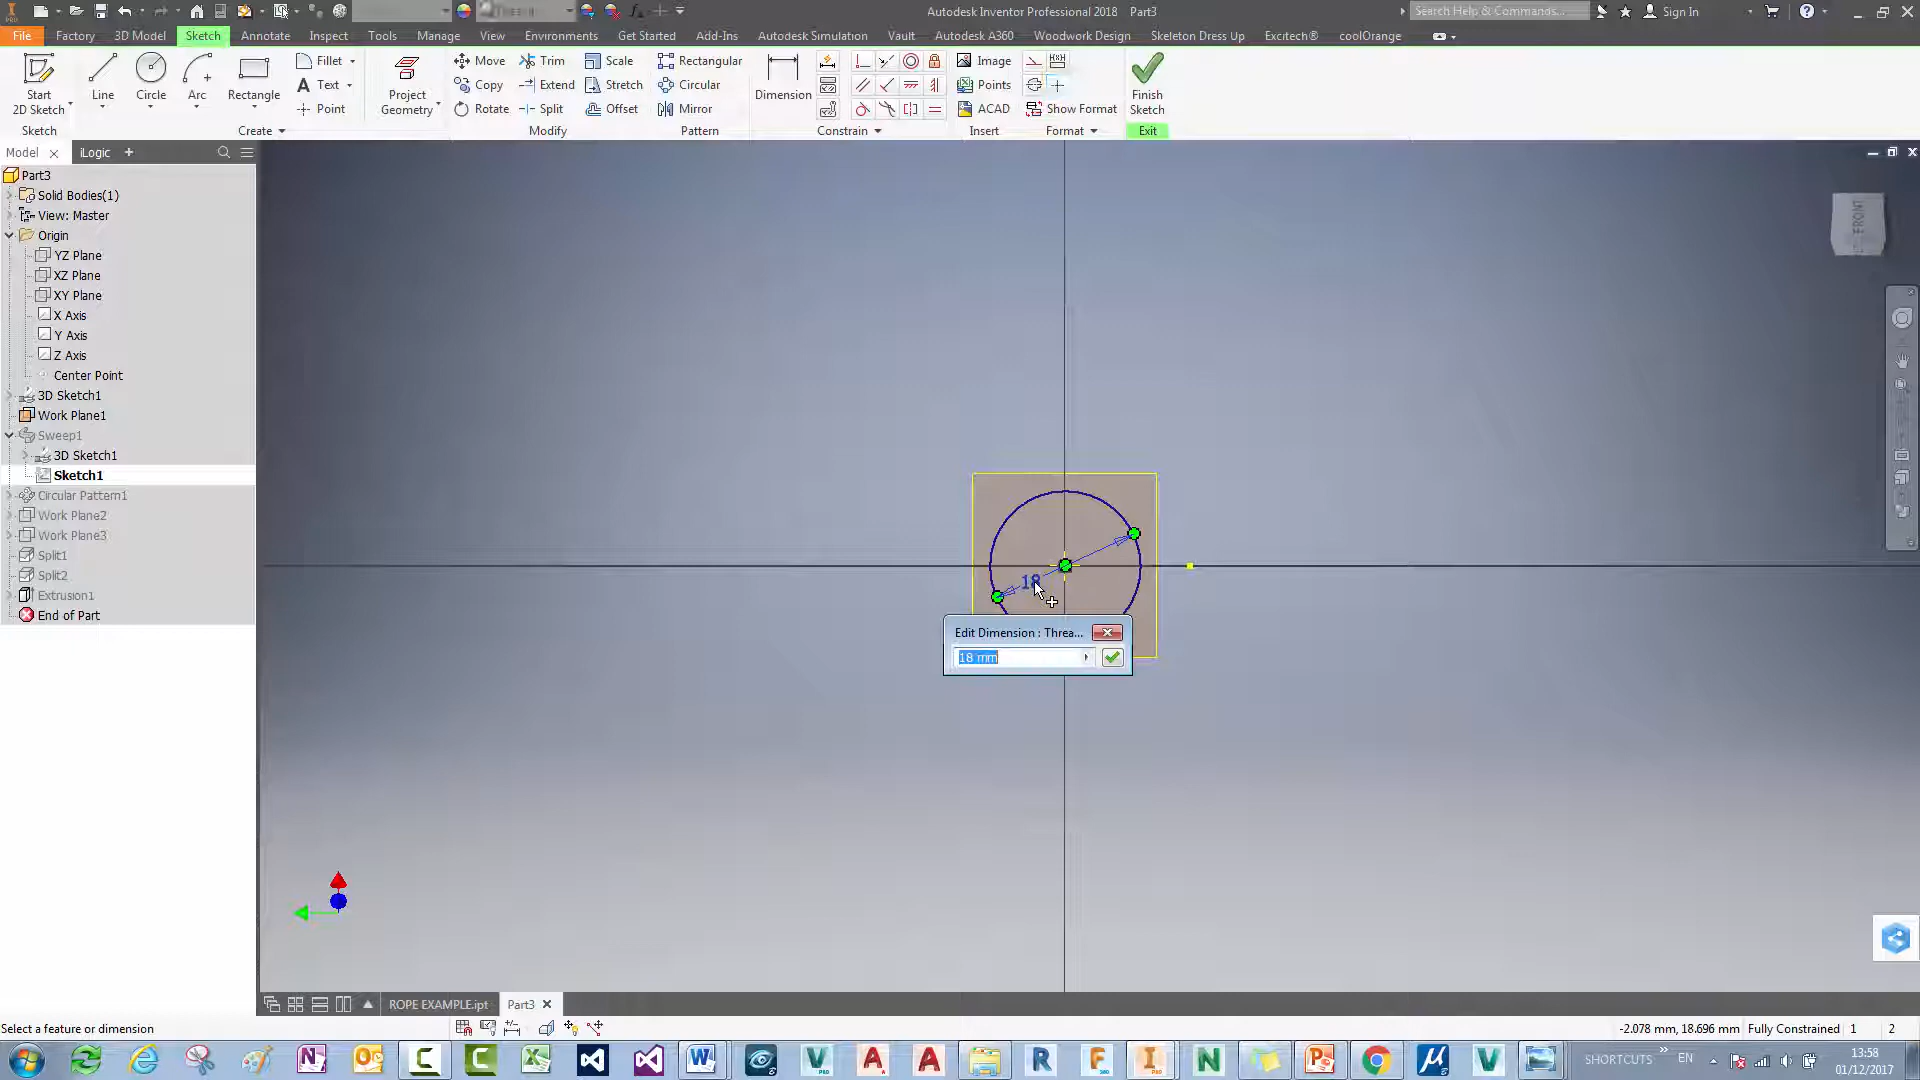 Autodesk Inventor Professional 2018 Part3
Search Help & Commands...
Sign In
File Factory 3D Model Sketch Annotate Inspect Tools Manage View Environments Get Started Add-Ins Autodesk Simulation Vault Autodesk A360 Woodwork Design Skeleton Dress Up Excitech® coolOrange
Start 2D Sketch
Line Circle Arc Rectangle
Fillet
Text
Point
Project Geometry
Move Trim Scale
Copy Extend Stretch
Rotate Split Offset
Rectangular
Circular
Mirror
Dimension
Image
Points
ACAD
Show Format
Finish Sketch
Sketch Create Modify Pattern Constrain Insert Format Exit
Model iLogic
Part3
Solid Bodies(1)
View: Master
Origin
YZ Plane
XZ Plane
XY Plane
X Axis
Y Axis
Z Axis
Center Point
3D Sketch1
Work Plane1
Sweep1
3D Sketch1
Sketch1
Circular Pattern1
Work Plane2
Work Plane3
Split1
Split2
Extrusion1
End of Part
FRONT
18
Edit Dimension : Threa...
18 mm
ROPE EXAMPLE.ipt Part3
Select a feature or dimension
-2.078 mm, 18.696 mm Fully Constrained 1 2
SHORTCUTS EN
13:58
01/12/2017